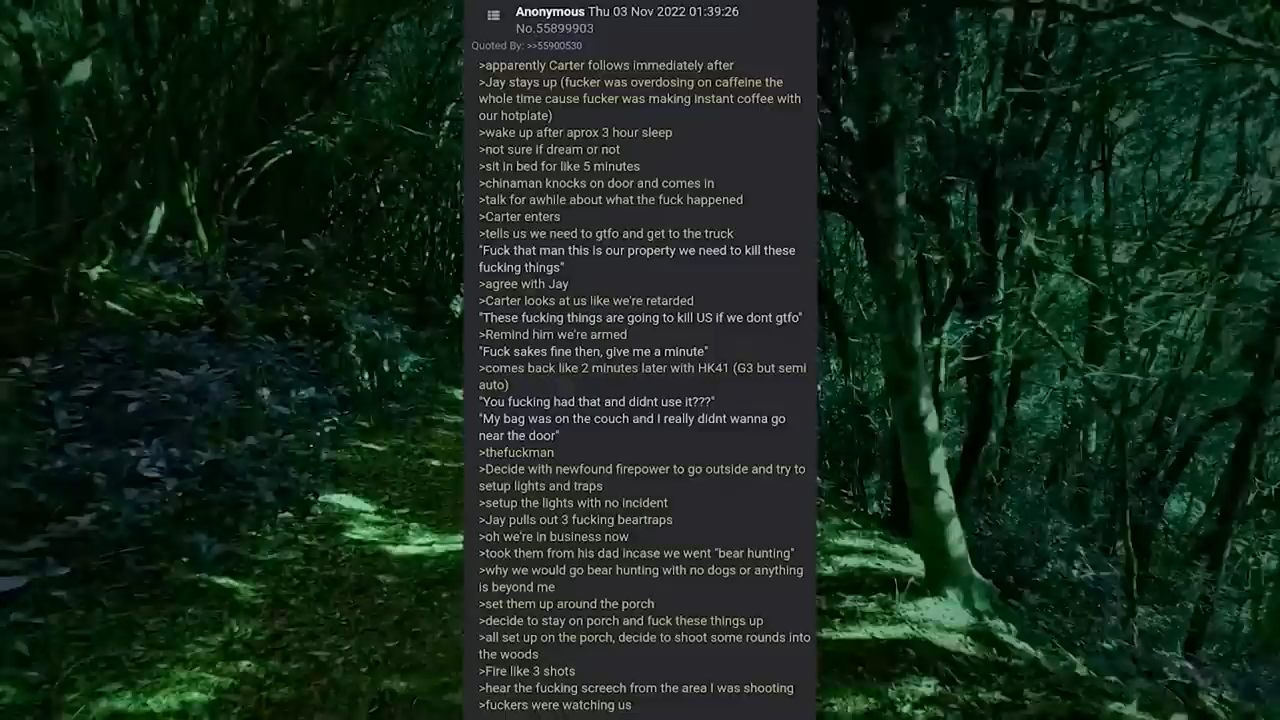 Anonymous Thu 03 Nov 2022 01:39:26
No.55899903
Quoted By: >>55900530
>apparently Carter follows immediately after
>Jay stays up (fucker was overdosing on caffeine the
whole time cause fucker was making instant coffee with
our hotplate)
>wake up after aprox 3 hour sleep
>not sure if dream or not
>sit in bed for like 5 minutes
>chinaman knocks on door and comes in
>talk for awhile about what the fuck happened
>Carter enters
>tells us we need to gtfo and get to the truck
"Fuck that man this is our property we need to kill these
fucking things"
>agree with Jay
>Carter looks at us like we're retarded
"These fucking things are going to kill US if we dont gtfo"
>Remind him we're armed
"Fuck sakes fine then, give me a minute"
>comes back like 2 minutes later with HK41 (G3 but semi
auto)
"You fucking had that and didnt use it???"
"My bag was on the couch and I really didnt wanna go
near the door"
>thefuckman
>Decide with newfound firepower to go outside and try to
setup lights and traps
>setup the lights with no incident
>Jay pulls out 3 fucking beartraps
>oh we're in business now
>took them from his dad incase we went "bear hunting"
>why we would go bear hunting with no dogs or anything
is beyond me
>set them up around the porch
>decide to stay on porch and fuck these things up
>all set up on the porch, decide to shoot some rounds into
the woods
>Fire like 3 shots
>hear the fucking screech from the area I was shooting
>fuckers were watching us